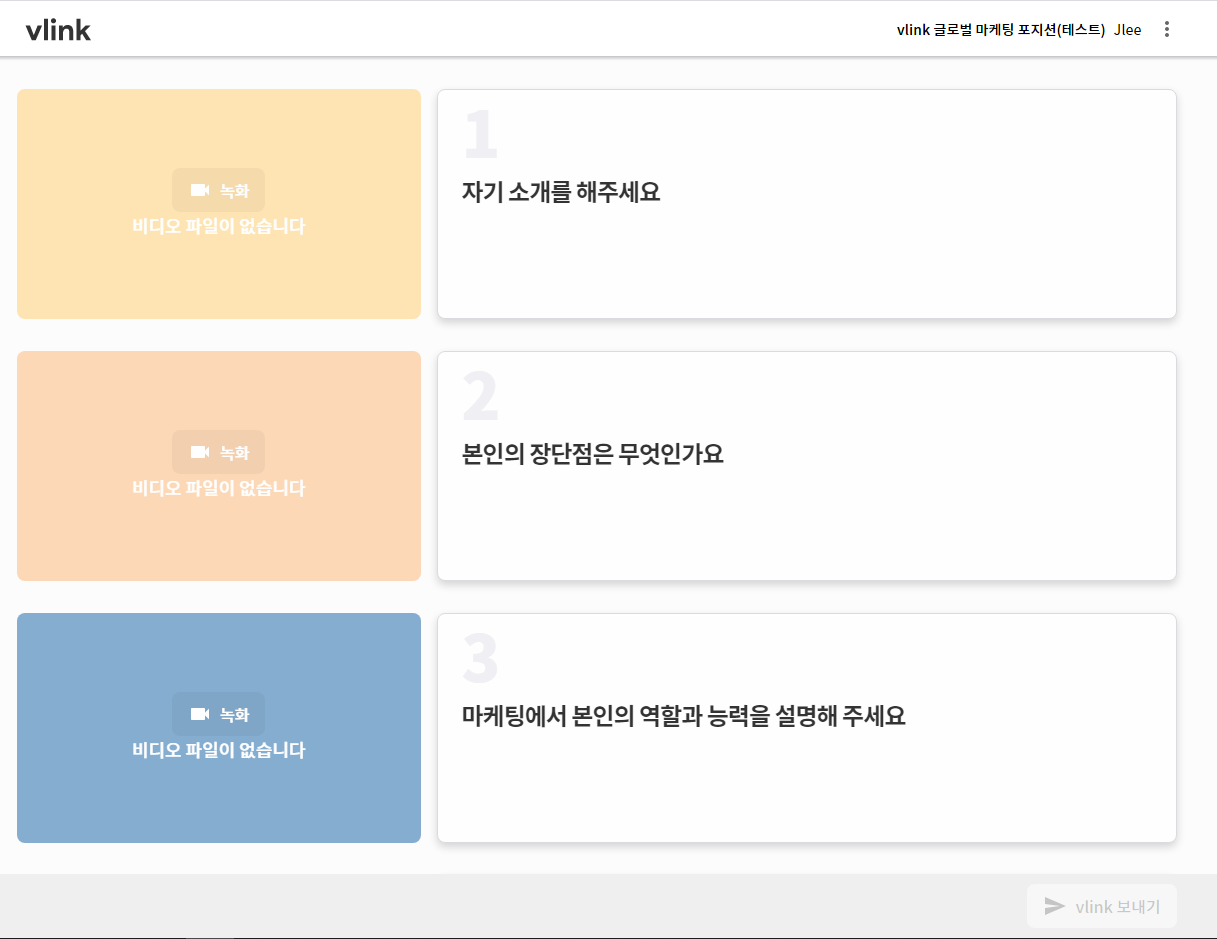 vlink
vlink 글로벌 마케팅 포지션(테스트) Jlee
녹화
비디오 파일이 없습니다
1
자기 소개를 해주세요
녹화
비디오 파일이 없습니다
2
본인의 장단점은 무엇인가요
녹화
비디오 파일이 없습니다
3
마케팅에서 본인의 역할과 능력을 설명해 주세요
vlink 보내기